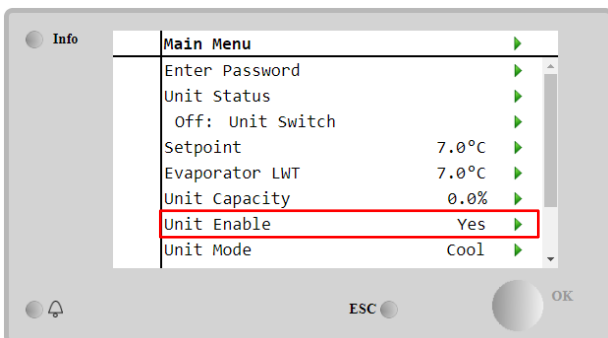 Info
Main Menu
Enter Password
Unit Status
Off: Unit Switch
Setpoint 7.0°C
Evaporator LWT 7.0°C
Unit Capacity 0.0%
Unit Enable Yes
Unit Mode Cool
ESC
OK